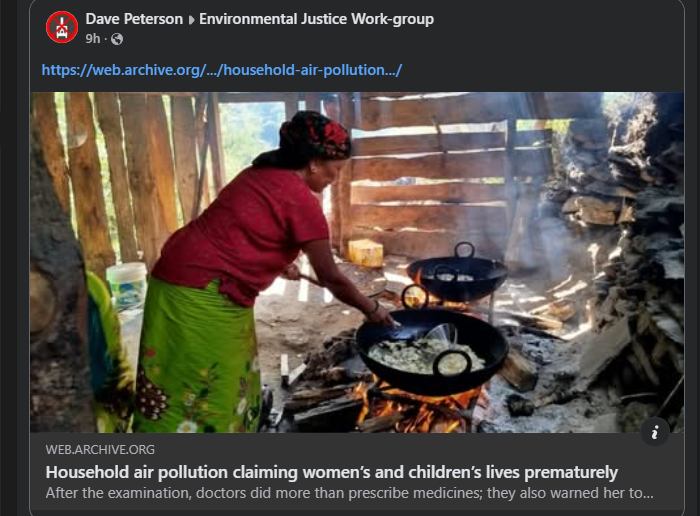 Dave Peterson ▸ Environmental Justice Work-group
9h ·
https://web.archive.org/.../household-air-pollution.../
WEB.ARCHIVE.ORG
Household air pollution claiming women’s and children’s lives prematurely
After the examination, doctors did more than prescribe medicines; they also warned her to...